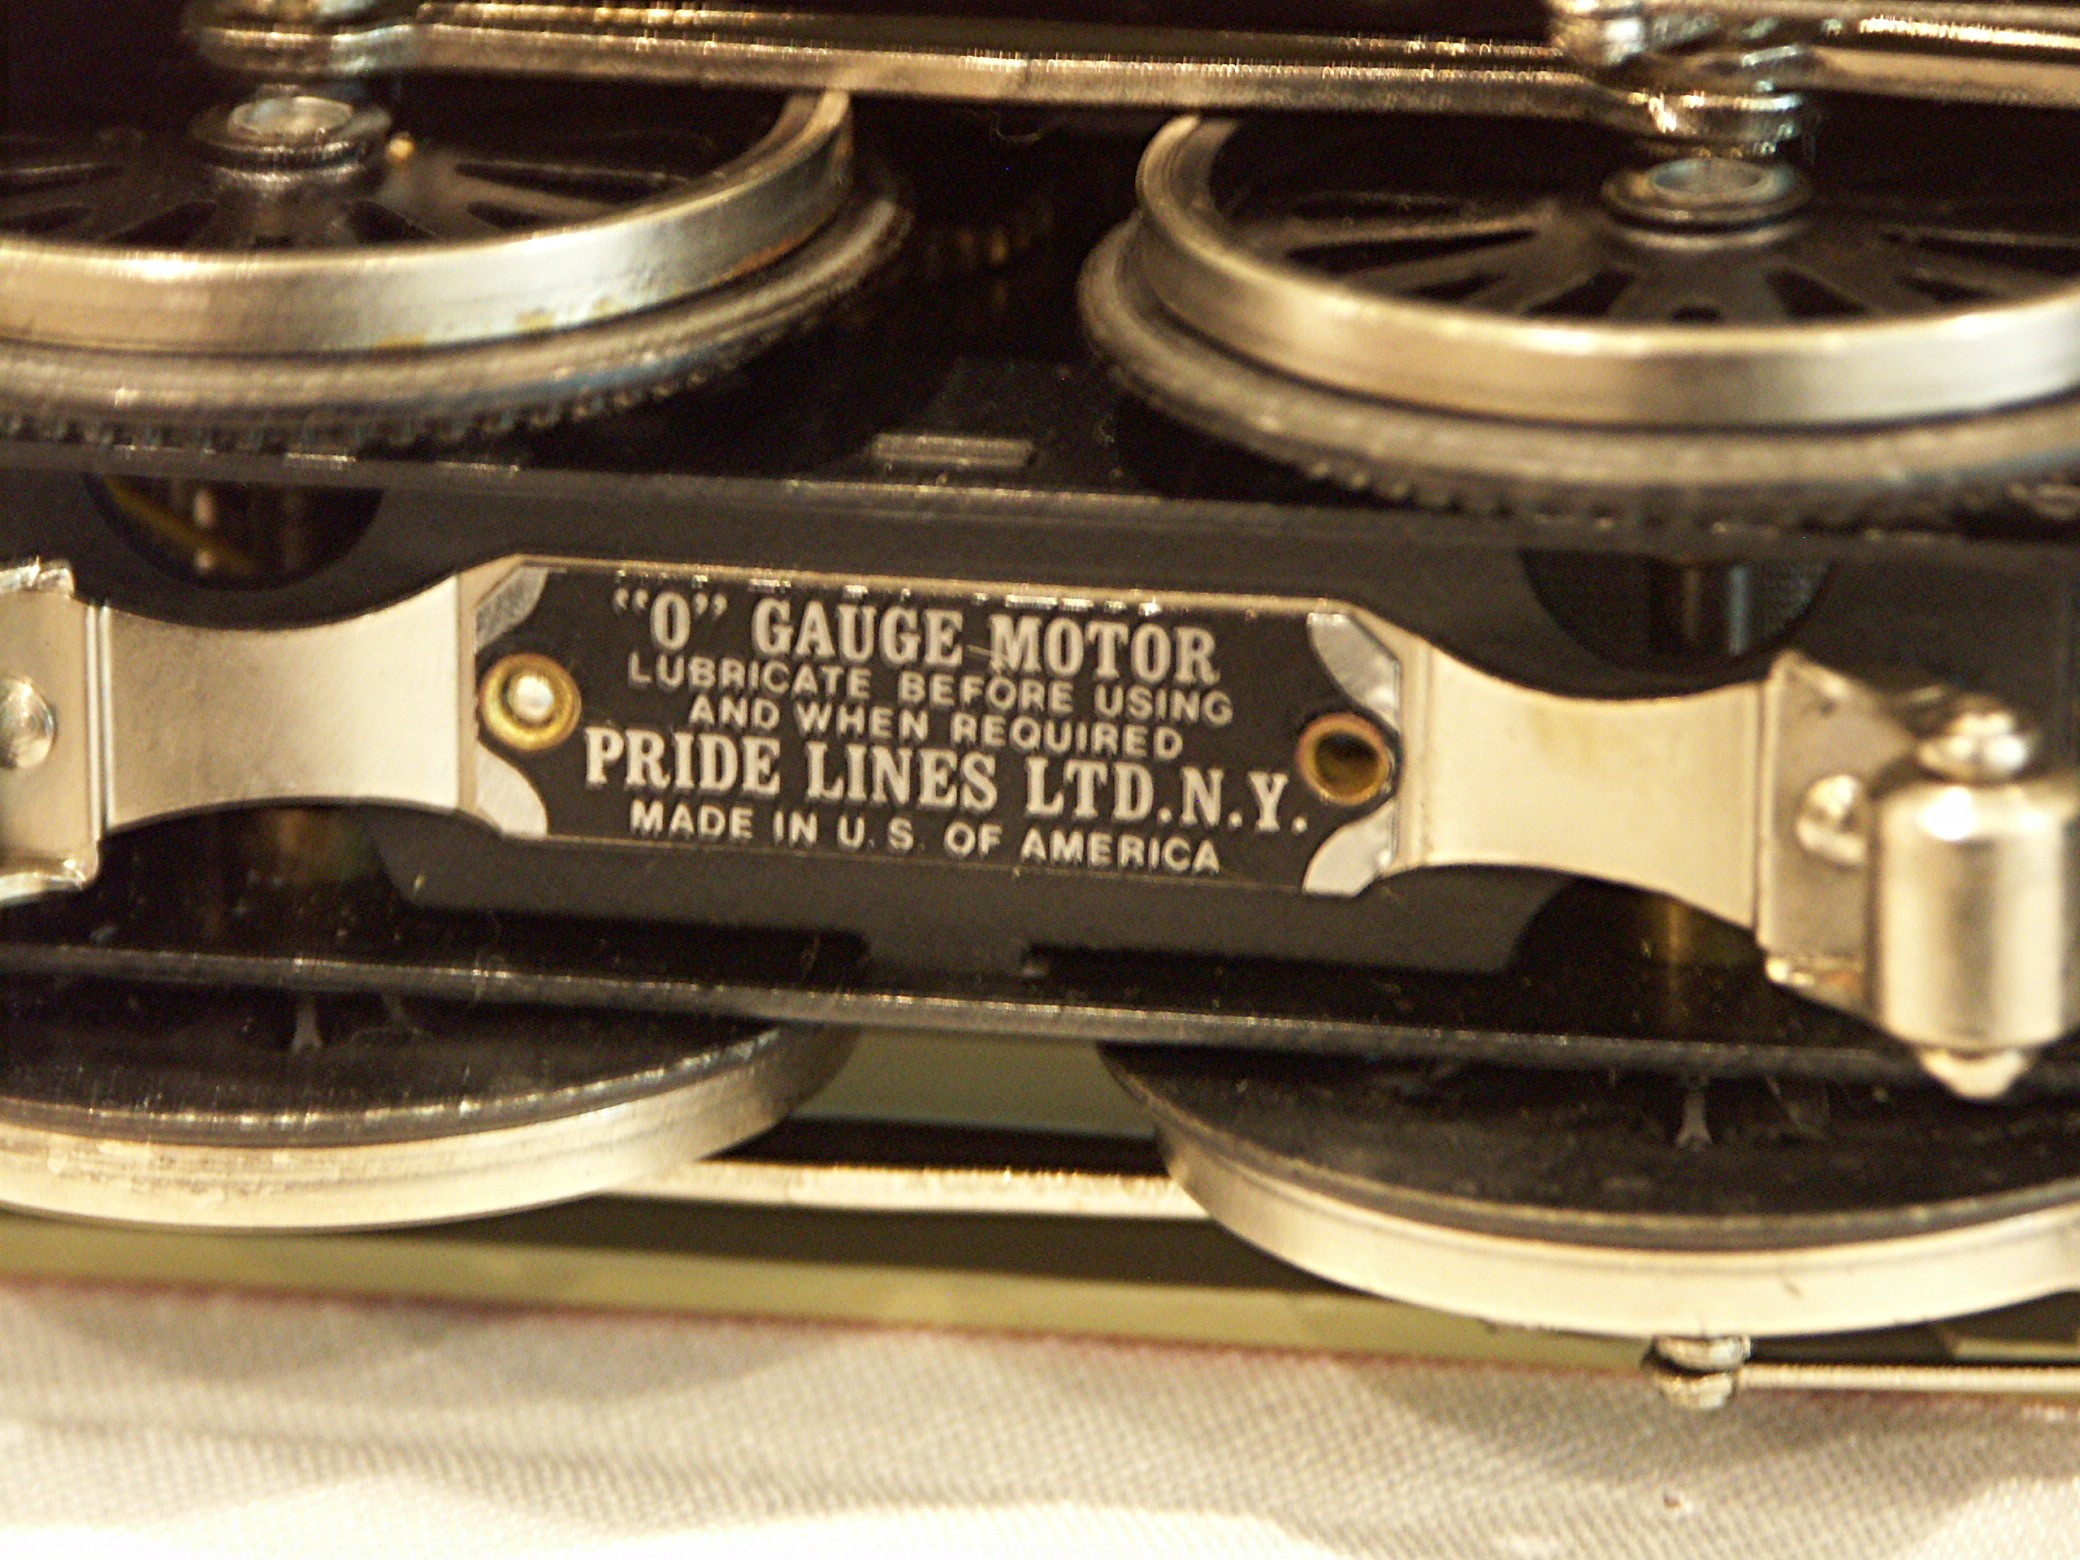 “O” GAUGE MOTOR
LUBRICATE BEFORE USING
AND WHEN REQUIRED
PRIDE LINES LTD. N.Y.
MADE IN U.S. OF AMERICA